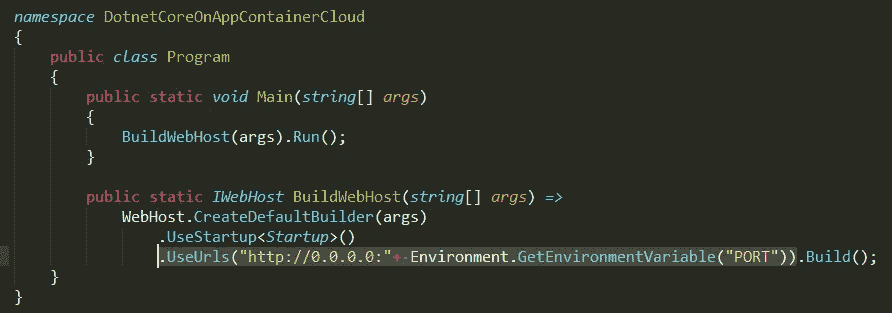 namespace DotnetCoreOnAppContainerCloud
{
    public class Program
    {
        public static void Main(string[] args)
        {
            BuildWebHost(args).Run();
        }

        public static IWebHost BuildWebHost(string[] args) =>
            WebHost.CreateDefaultBuilder(args)
                .UseStartup<Startup>()
                .UseUrls("http://0.0.0.0:"+ Environment.GetEnvironmentVariable("PORT")).Build();
    }
}